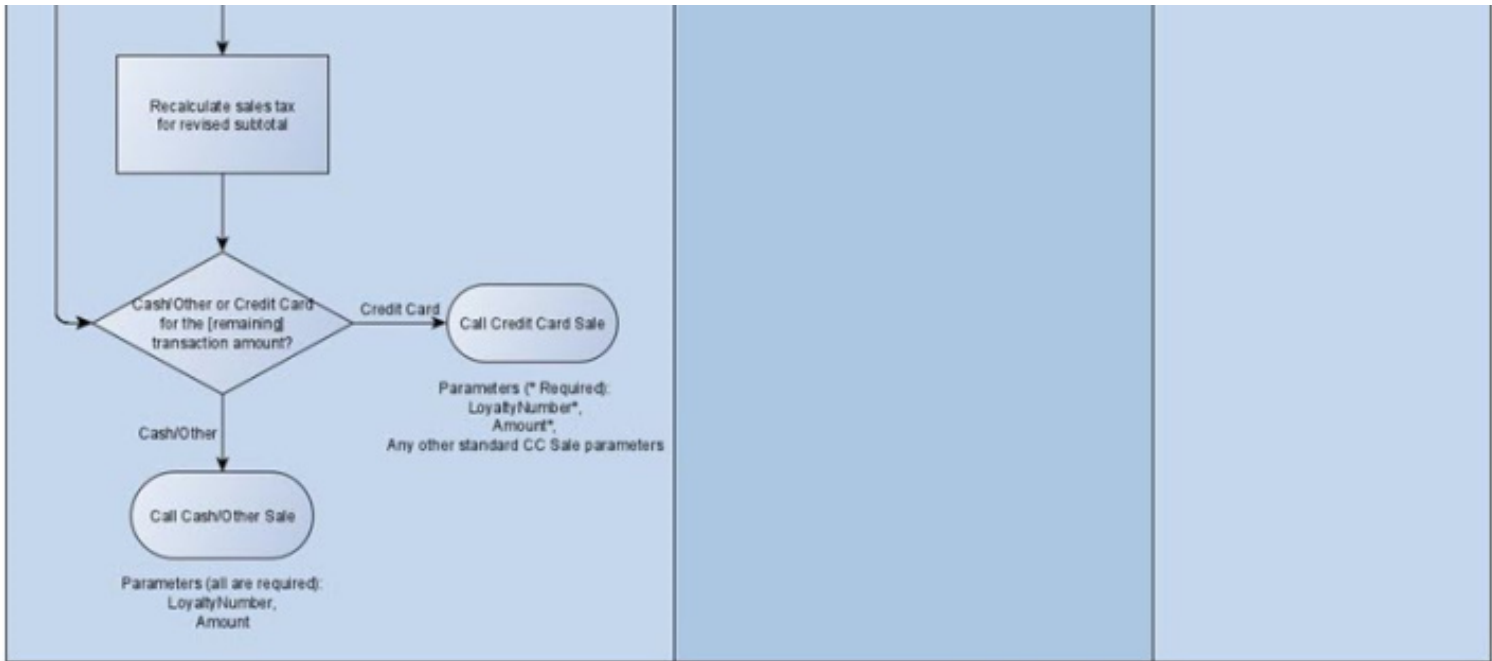 Recalculate sales tax
for revised subtotal
Cash/Other or Credit Card
for the [remaining]
transaction amount?
Credit Card
Call Credit Card Sale
Parameters (* Required):
LoyaltyNumber*,
Amount*,
Any other standard CC Sale parameters
Cash/Other
Call Cash/Other Sale
Parameters (all are required):
LoyaltyNumber,
Amount